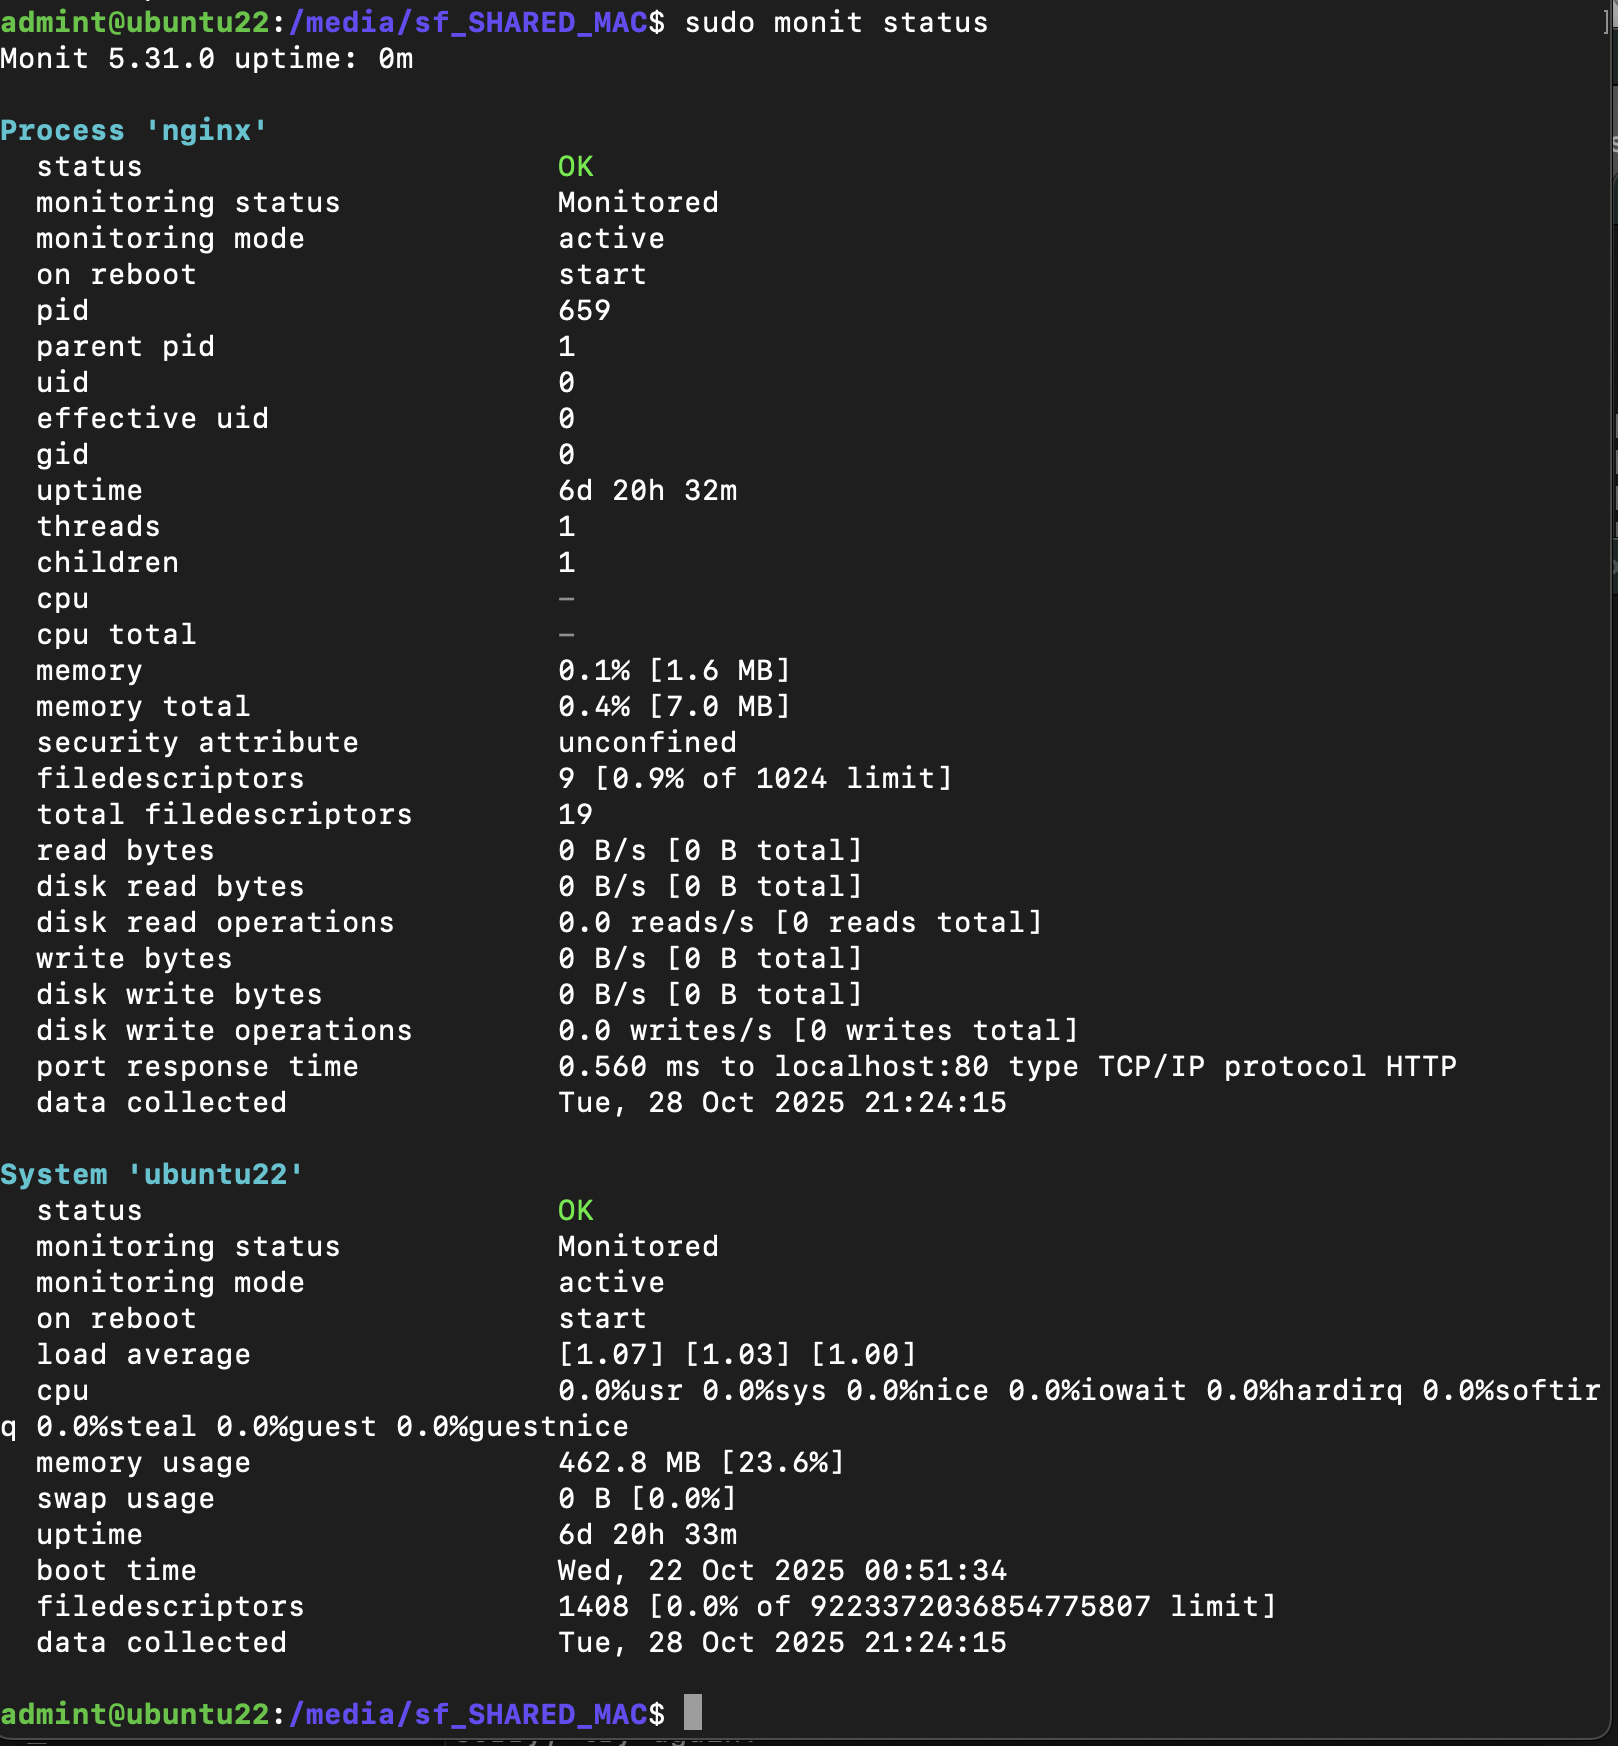 admint@ubuntu22:/media/sf_SHARED_MAC$ sudo monit status
Monit 5.31.0 uptime: 0m
Process 'nginx'
status OK
monitoring status Monitored
monitoring mode active
on reboot start
pid 659
parent pid 1
uid 0
effective uid 0
gid 0
uptime 6d 20h 32m
threads 1
children 1
cpu -
cpu total -
memory 0.1% [1.6 MB]
memory total 0.4% [7.0 MB]
security attribute unconfined
filedescriptors 9 [0.9% of 1024 limit]
total filedescriptors 19
read bytes 0 B/s [0 B total]
disk read bytes 0 B/s [0 B total]
disk read operations 0.0 reads/s [0 reads total]
write bytes 0 B/s [0 B total]
disk write bytes 0 B/s [0 B total]
disk write operations 0.0 writes/s [0 writes total]
port response time 0.560 ms to localhost:80 type TCP/IP protocol HTTP
data collected Tue, 28 Oct 2025 21:24:15
System 'ubuntu22'
status OK
monitoring status Monitored
monitoring mode active
on reboot start
load average [1.07] [1.03] [1.00]
cpu 0.0%usr 0.0%sys 0.0%nice 0.0%iowait 0.0%hardirq 0.0%softir
q 0.0%steal 0.0%guest 0.0%guestnice
memory usage 462.8 MB [23.6%]
swap usage 0 B [0.0%]
uptime 6d 20h 33m
boot time Wed, 22 Oct 2025 00:51:34
filedescriptors 1408 [0.0% of 9223372036854775807 limit]
data collected Tue, 28 Oct 2025 21:24:15
admint@ubuntu22:/media/sf_SHARED_MAC$